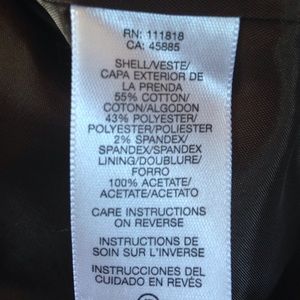 RN: 111818
CA: 45885
SHELL/VESTE/
CAPA EXTERIOR DE
LA PRENDA
55% COTTON/
COTON/ALGODON
43% POLYESTER/
POLYESTER/POLIESTER
2% SPANDEX/
SPANDEX/SPANDEX
LINING/DOUBLURE/
FORRO
100% ACETATE/
ACETATE/ACETATO
CARE INSTRUCTIONS
ON REVERSE
INSTRUCTIONS DE
SOIN SUR L'INVERSE
INSTRUCCIONES DEL
CUIDADO EN REVÉS